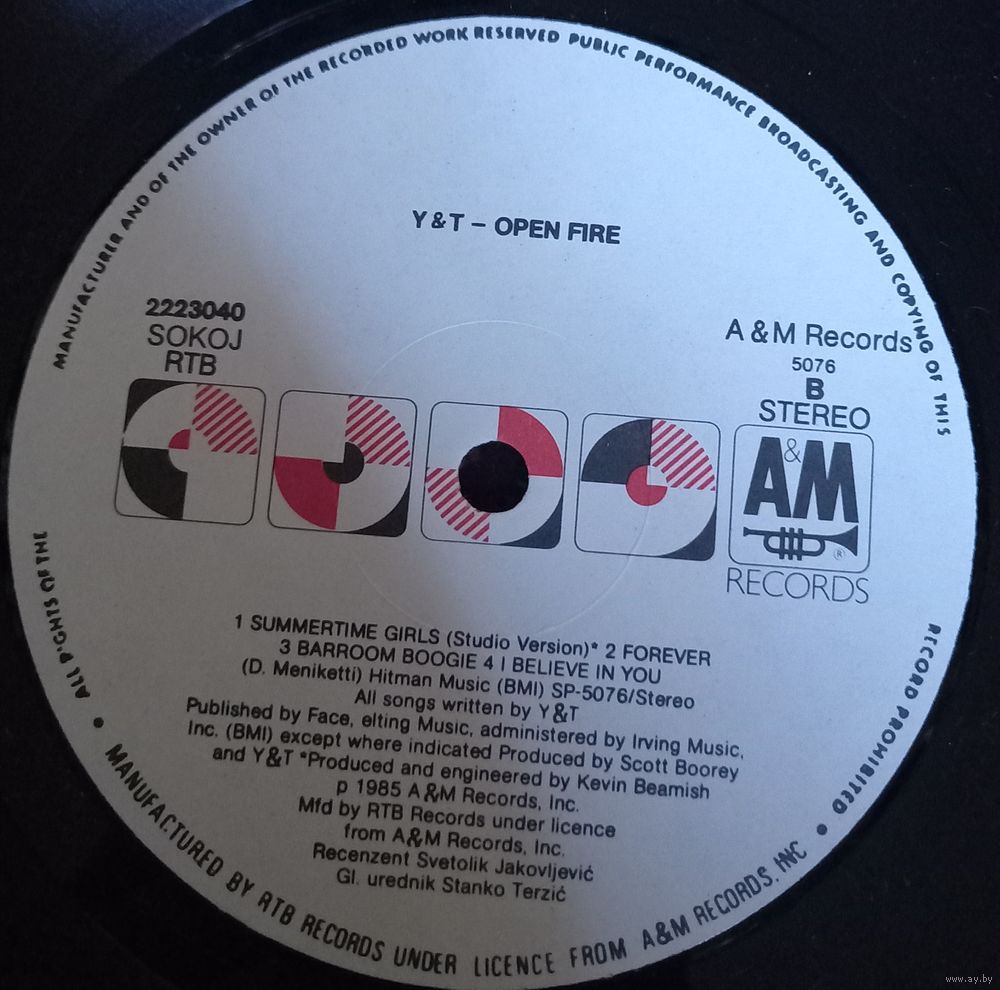 ALL RIGHTS OF THE MANUFACTURER AND OF THE OWNER OF THE RECORDED WORK RESERVED PUBLIC PERFORMANCE BROADCASTING AND COPYING OF THIS RECORD PROHIBITED
Y & T – OPEN FIRE
2223040
SOKOJ
RTB
A & M Records
5076
B
STEREO
A&M
®
RECORDS
1 SUMMERTIME GIRLS (Studio Version)* 2 FOREVER
3 BARROOM BOOGIE 4 I BELIEVE IN YOU
(D. Meniketti) Hitman Music (BMI) SP-5076/Stereo
All songs written by Y&T
Published by Face, elting Music, administered by Irving Music,
Inc. (BMI) except where indicated Produced by Scott Boorey
and Y&T *Produced and engineered by Kevin Beamish
p 1985 A&M Records, Inc.
Mfd by RTB Records under licence
from A&M Records, Inc.
Recenzent Svetolik Jakovljević
Gl. urednik Stanko Terzić
• MANUFACTURED BY RTB RECORDS UNDER LICENCE FROM A&M RECORDS. INC •
www.ay.by